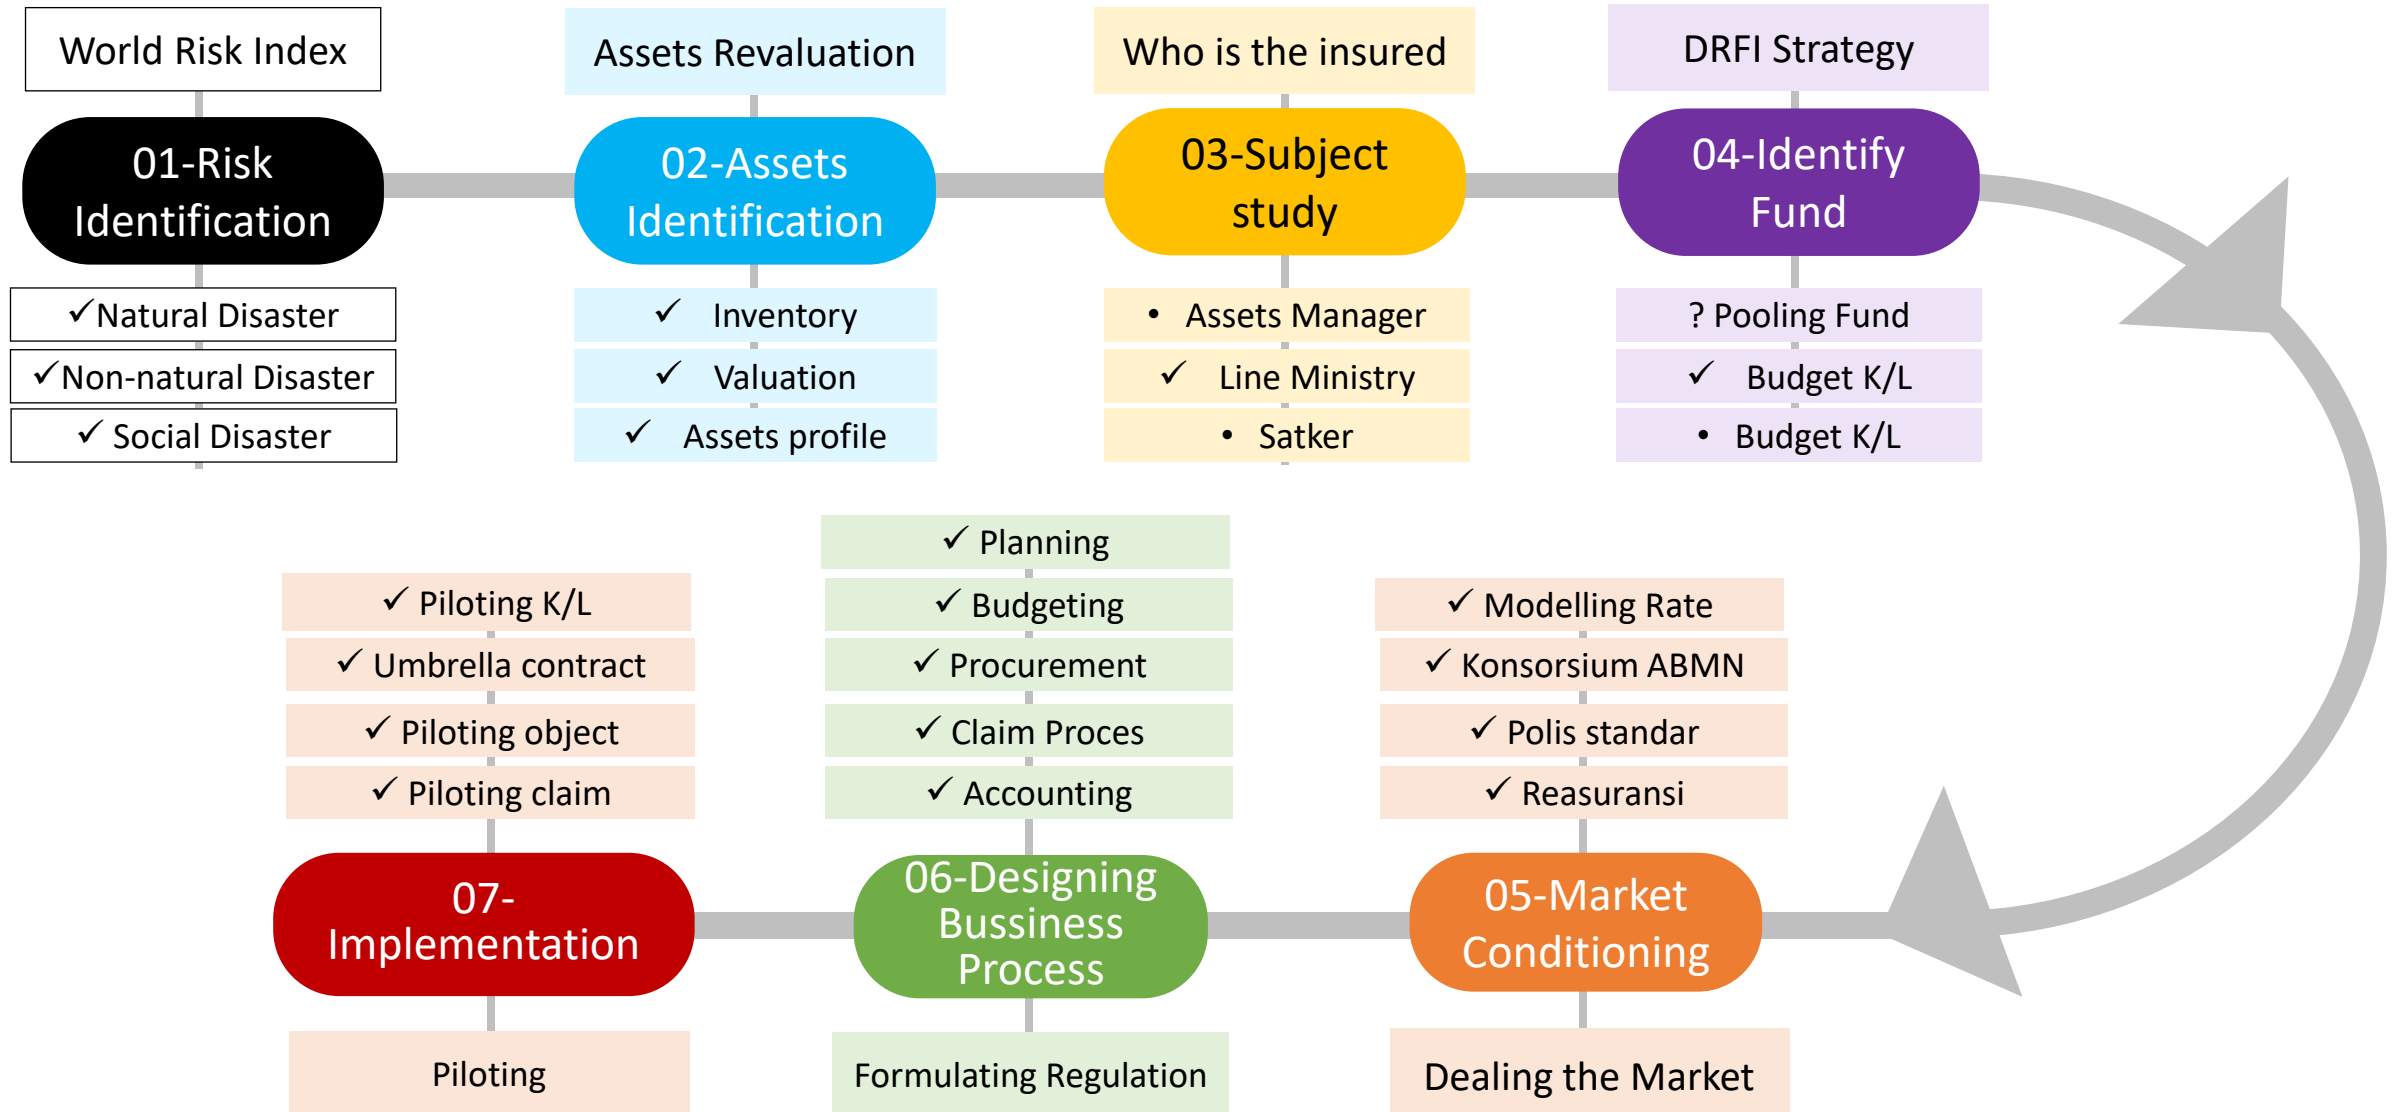 World Risk Index
Assets Revaluation
Who is the insured
DRFI Strategy
01-Risk
Identification
02-Assets
Identification
03-Subject
study
04-Identify
Fund
✓Natural Disaster
✓Non-natural Disaster
✓ Social Disaster
✓ Inventory
✓ Valuation
✓ Assets profile
• Assets Manager
✓ Line Ministry
• Satker
? Pooling Fund
✓ Budget K/L
• Budget K/L
✓ Piloting K/L
✓ Umbrella contract
✓ Piloting object
✓ Piloting claim
✓ Planning
✓ Budgeting
✓ Procurement
✓ Claim Proces
✓ Accounting
✓ Modelling Rate
✓ Konsorsium ABMN
✓ Polis standar
✓ Reasuransi
07-
Implementation
06-Designing
Bussiness
Process
05-Market
Conditioning
Piloting
Formulating Regulation
Dealing the Market